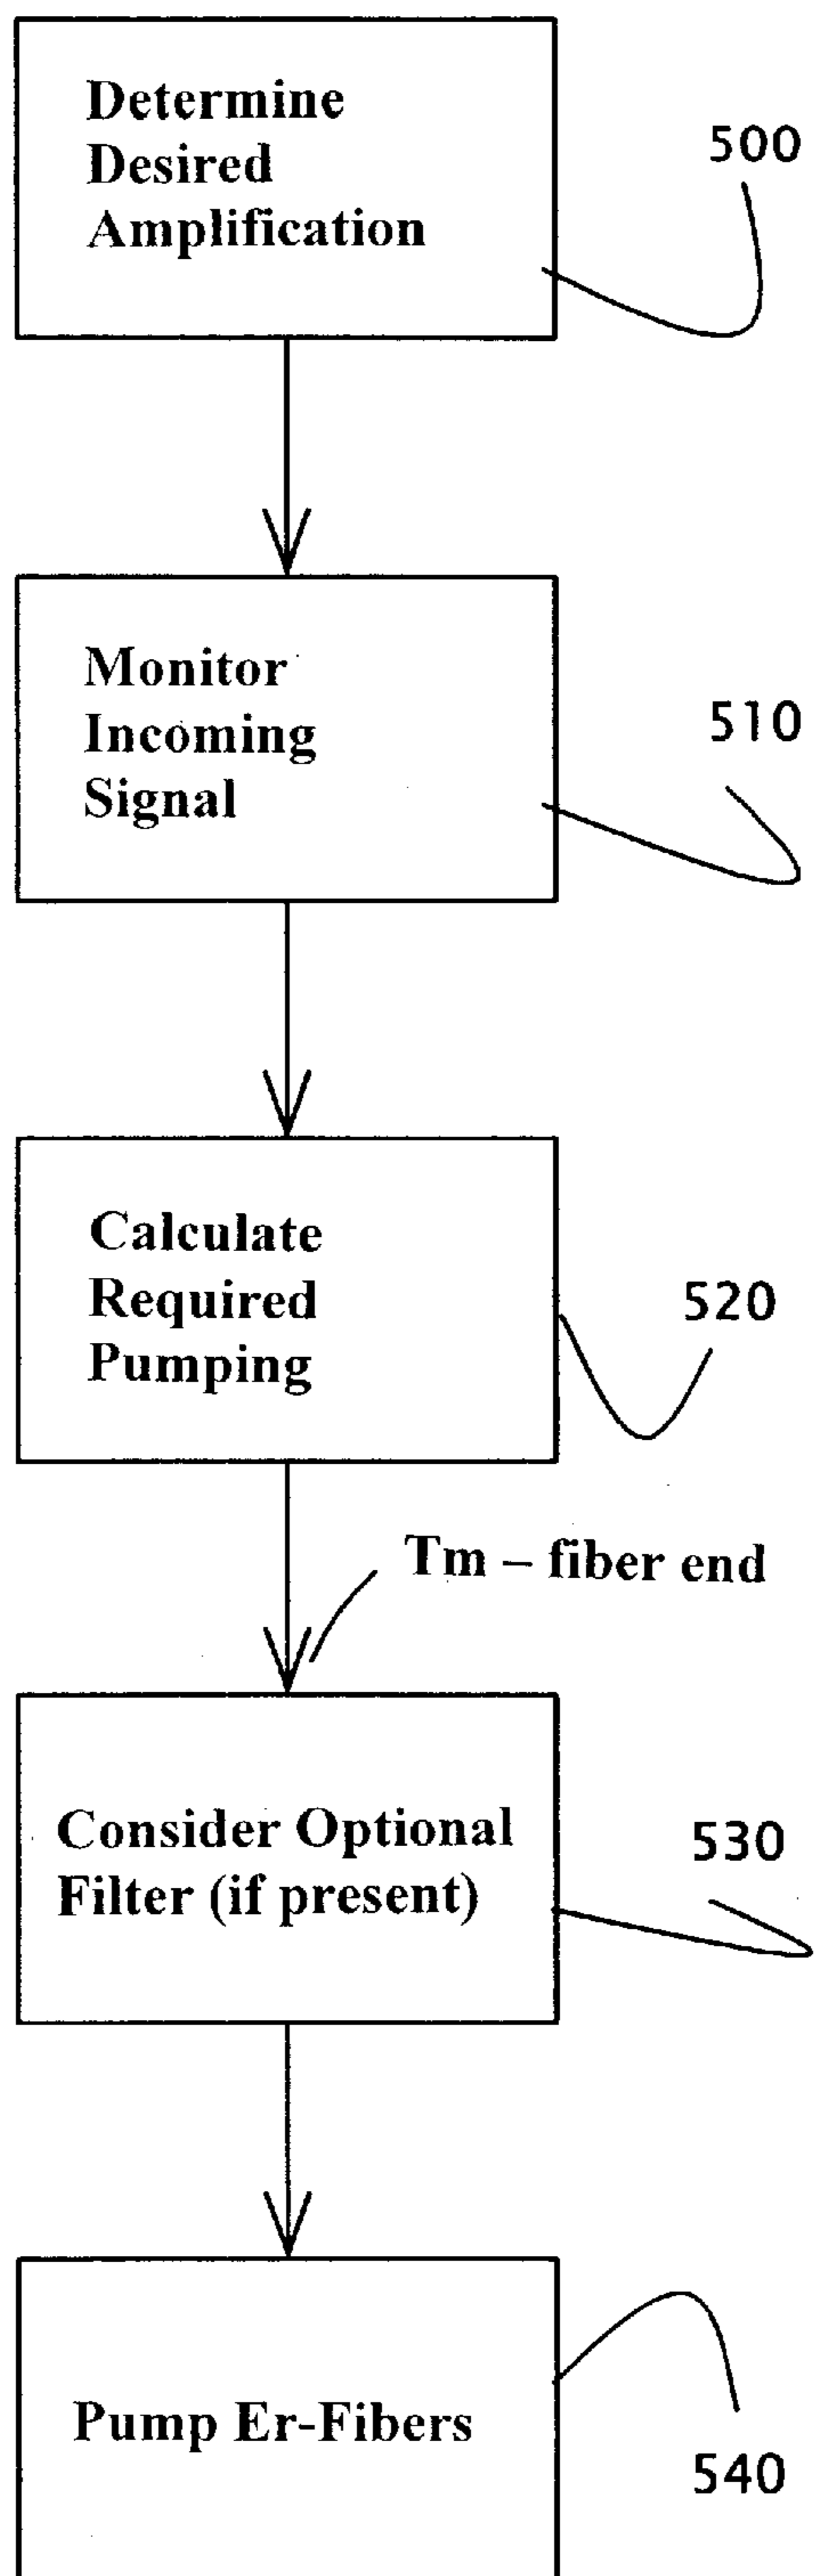 Determine
Desired
Amplification
500
Monitor
Incoming
Signal
510
Calculate
Required
Pumping
520
Tm – fiber end
Consider Optional
Filter (if present)
530
Pump Er-Fibers
540